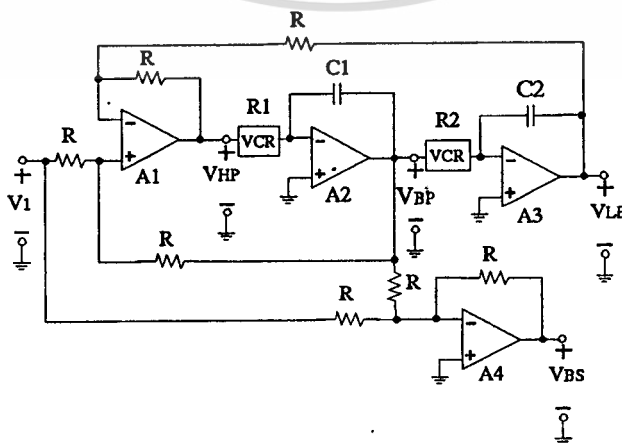 R
R
C1
C2
R1
R2
R
VCR
VCR
−
+
A1
−
+
A2
−
+
A3
+
V1
−
+
VHP
−
+
VBP
−
+
VLP
−
R
R
R
R
−
+
A4
+
VBS
−